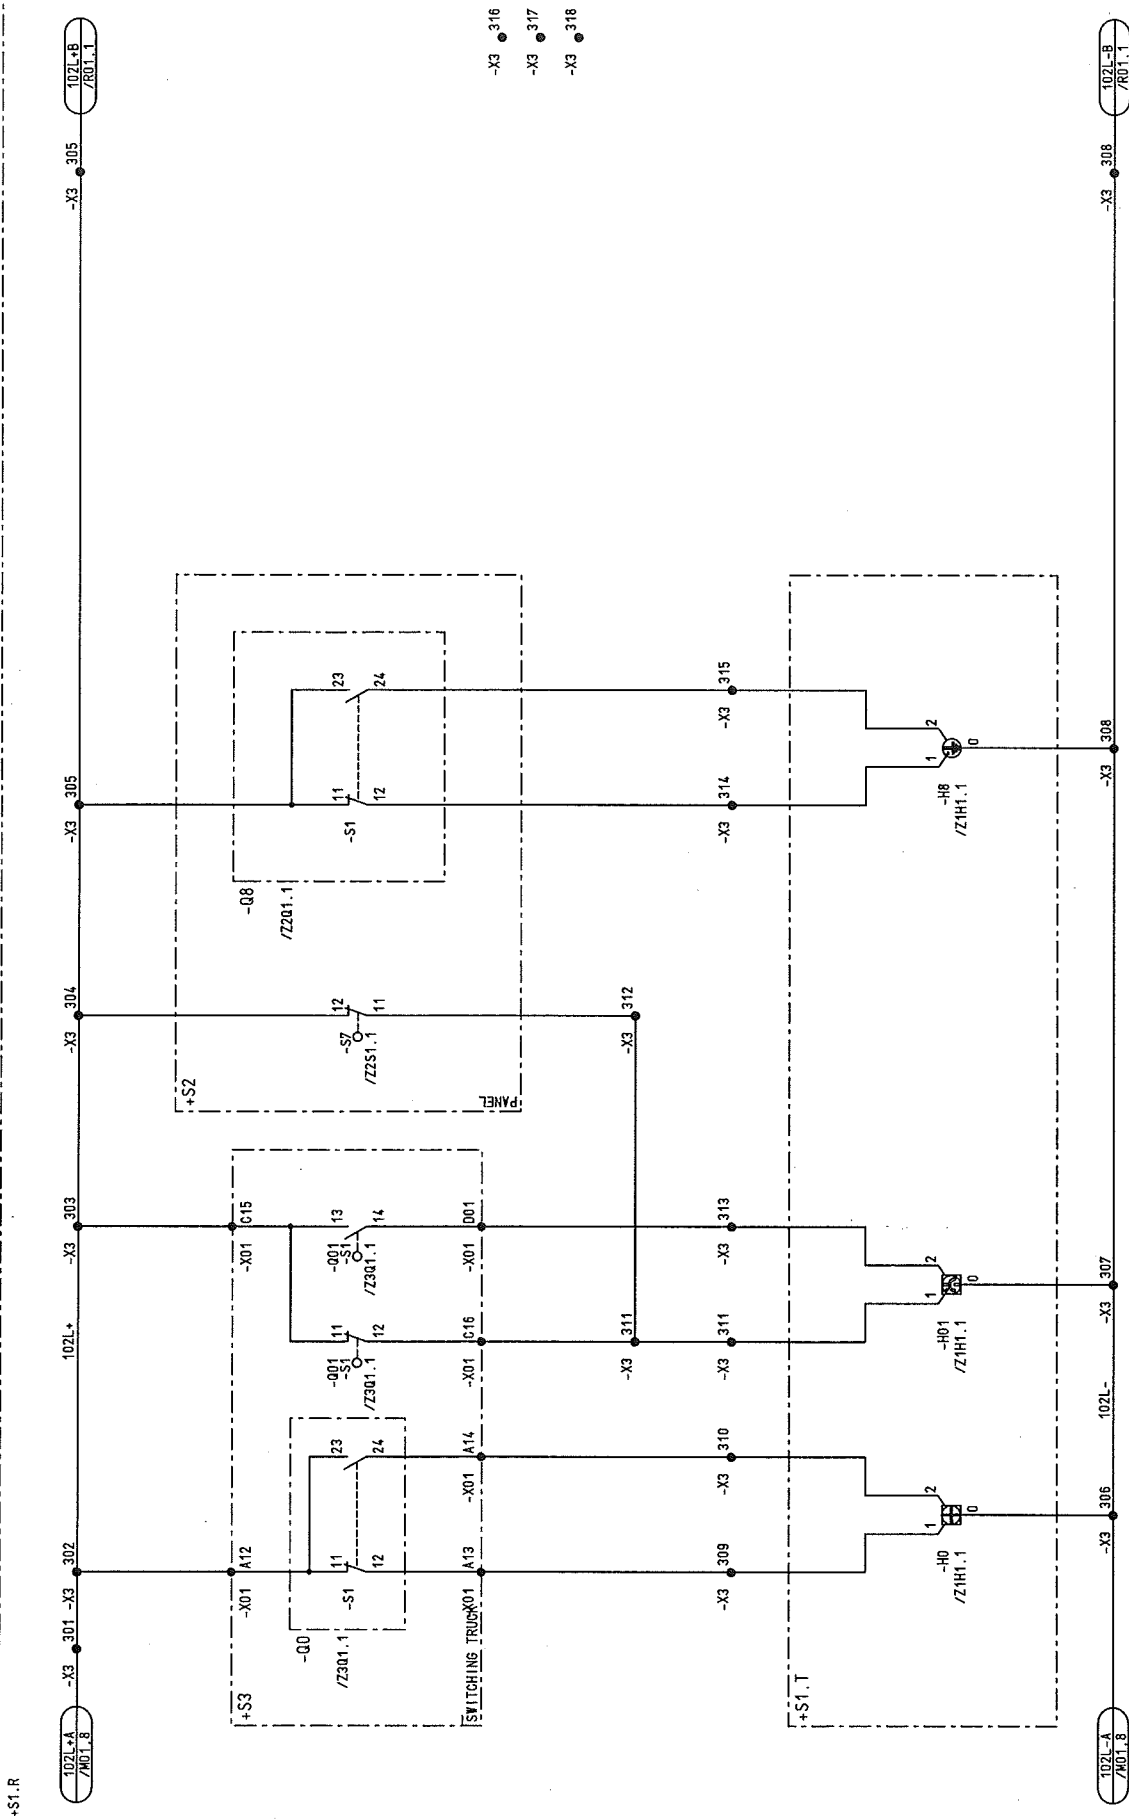 +S1.R
102L+A
/M01.8
-X3 301
-X3 302
102L+
-X3 303
-X3 304
-X3 305
-X3 305
102L+B
/R01.1
+S3
-X01 A12
-X01 C15
-Q0
/Z3Q1.1
-S1
11
12
23
24
-Q01
-S1
/Z3Q1.1
11
12
-Q01
-S1
/Z3Q1.1
13
14
SWITCHING TRUCK
-X01 A13
-X01 A14
-X01 C16
-X01 D01
+S2
-S7
/Z2S1.1
12
11
-Q8
/Z2Q1.1
-S1
11
12
23
24
PANEL
-X3 311
-X3 312
-X3 316
-X3 317
-X3 318
-X3 309
-X3 310
-X3 311
-X3 313
-X3 314
-X3 315
+S1.T
-H0
/Z1H1.1
1
2
0
-H01
/Z1H1.1
1
2
0
-H8
/Z1H1.1
1
2
0
102L-A
/M01.8
-X3 306
102L-
-X3 307
-X3 308
-X3 308
102L-B
/R01.1